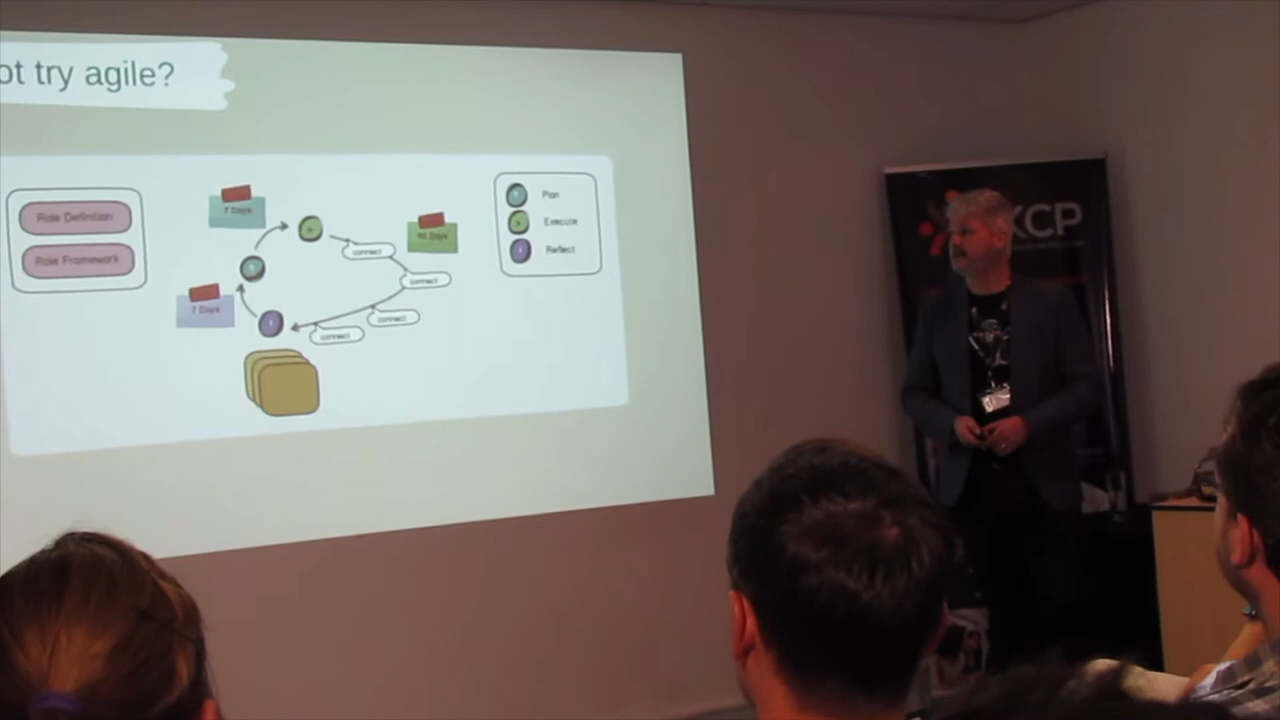 ot try agile?
Role Definition
Role Framework
7 Days
7 Days
connect
connect
connect
connect
Plan
Execute
Reflect
KCP